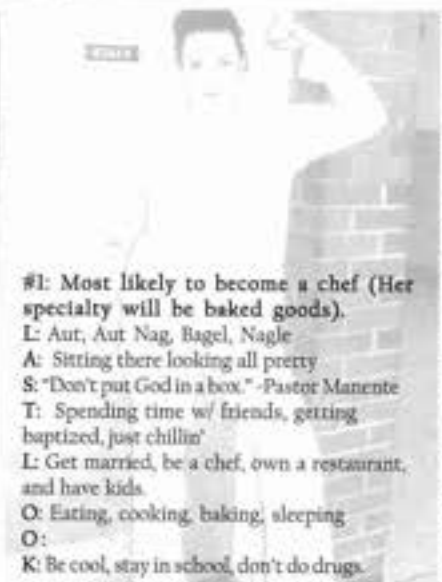 #1: Most likely to become a chef (Her
specialty will be baked goods).
L: Aut, Aut Nag, Bagel, Nagle
A: Sitting there looking all pretty
S: "Don't put God in a box." -Pastor Manente
T: Spending time w/ friends, getting
baptized, just chillin'
L: Get married, be a chef, own a restaurant,
and have kids.
O: Eating, cooking, baking, sleeping
O:
K: Be cool, stay in school, don't do drugs.